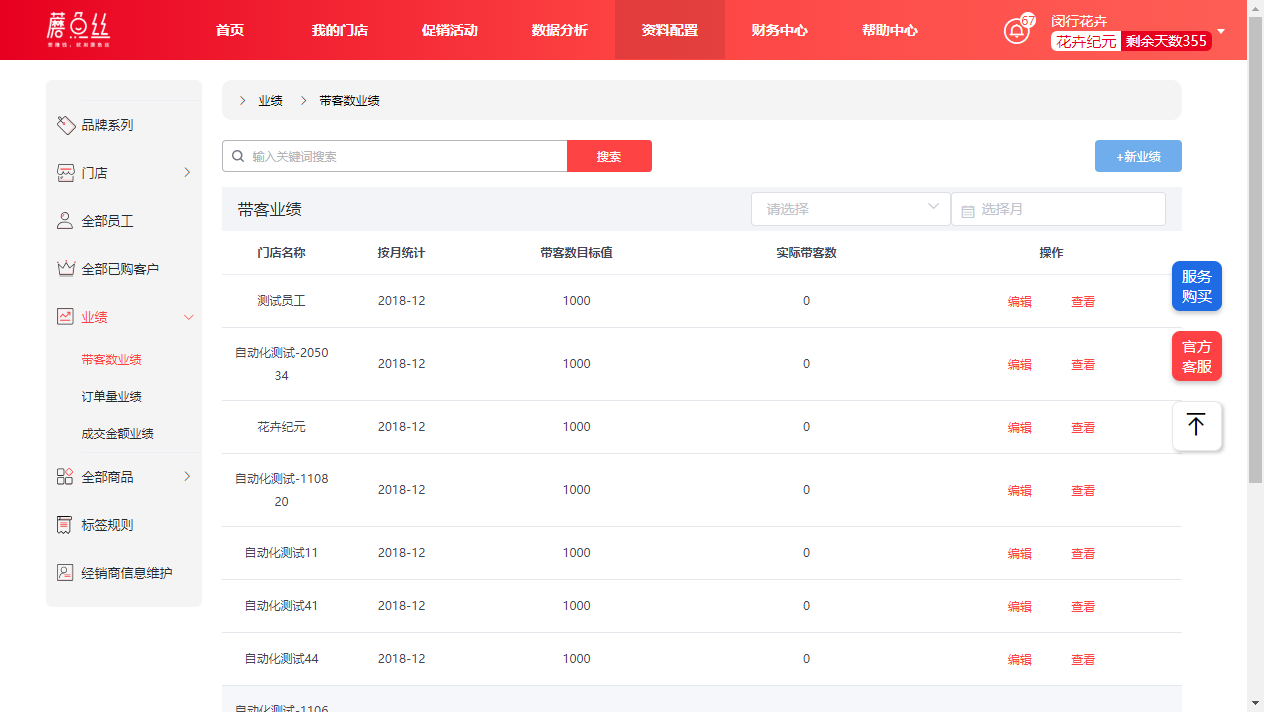 蘑点丝
首页
我的门店
促销活动
数据分析
资料配置
财务中心
帮助中心
67
闵行花卉
花卉纪元 剩余天数355
品牌系列
门店
全部员工
全部已购客户
业绩
带客数业绩
订单量业绩
成交金额业绩
全部商品
标签规则
经销商信息维护
业绩 带客数业绩
输入关键词搜索 搜索 +新业绩
带客业绩 请选择 选择月
门店名称 按月统计 带客数目标值 实际带客数 操作
测试员工 2018-12 1000 0 编辑 查看
自动化测试-2050
34 2018-12 1000 0 编辑 查看
花卉纪元 2018-12 1000 0 编辑 查看
自动化测试-1108
20 2018-12 1000 0 编辑 查看
自动化测试11 2018-12 1000 0 编辑 查看
自动化测试41 2018-12 1000 0 编辑 查看
自动化测试44 2018-12 1000 0 编辑 查看
自动化测试-1106
服务
购买
官方
客服